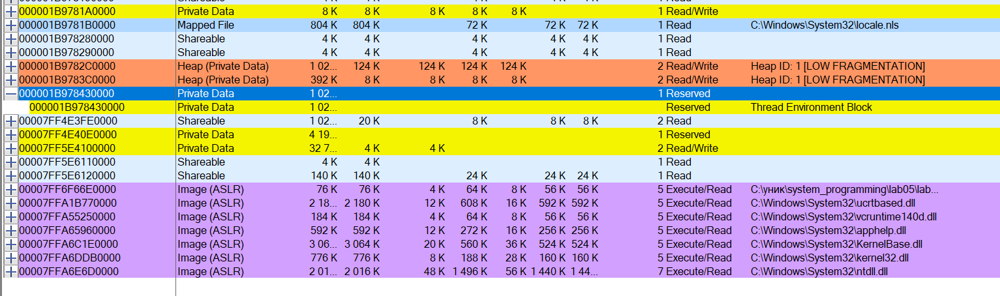 000001B9781A0000 Private Data 8 K 8 K 8 K 8 K 8 K 1 Read/Write
000001B9781B0000 Mapped File 804 K 804 K 72 K 72 K 72 K 1 Read C:\Windows\System32\locale.nls
000001B978280000 Shareable 4 K 4 K 4 K 4 K 4 K 1 Read
000001B978290000 Shareable 4 K 4 K 4 K 4 K 4 K 1 Read
000001B9782C0000 Heap (Private Data) 1 02... 124 K 124 K 124 K 124 K 2 Read/Write Heap ID: 1 [LOW FRAGMENTATION]
000001B9783C0000 Heap (Private Data) 392 K 8 K 8 K 8 K 8 K 2 Read/Write Heap ID: 1 [LOW FRAGMENTATION]
000001B978430000 Private Data 1 02... 1 Reserved
000001B978430000 Private Data 1 02... Reserved Thread Environment Block
00007FF4E3FE0000 Shareable 1 02... 20 K 8 K 8 K 8 K 2 Read
00007FF4E40E0000 Private Data 4 19... 1 Reserved
00007FF5E4100000 Private Data 32 7... 4 K 4 K 2 Read/Write
00007FF5E6110000 Shareable 4 K 4 K 1 Read
00007FF5E6120000 Shareable 140 K 140 K 24 K 24 K 24 K 1 Read
00007FF6F66E0000 Image (ASLR) 76 K 76 K 4 K 64 K 8 K 56 K 56 K 5 Execute/Read C:\уник\system_programming\lab05\lab...
00007FFA1B770000 Image (ASLR) 2 18... 2 180 K 12 K 608 K 16 K 592 K 592 K 5 Execute/Read C:\Windows\System32\ucrtbased.dll
00007FFA55250000 Image (ASLR) 184 K 184 K 4 K 64 K 8 K 56 K 56 K 5 Execute/Read C:\Windows\System32\vcruntime140d.dll
00007FFA65960000 Image (ASLR) 592 K 592 K 12 K 272 K 16 K 256 K 256 K 5 Execute/Read C:\Windows\System32\apphelp.dll
00007FFA6C1E0000 Image (ASLR) 3 06... 3 064 K 20 K 560 K 36 K 524 K 524 K 5 Execute/Read C:\Windows\System32\KernelBase.dll
00007FFA6DDB0000 Image (ASLR) 776 K 776 K 8 K 188 K 28 K 160 K 160 K 5 Execute/Read C:\Windows\System32\kernel32.dll
00007FFA6E6D0000 Image (ASLR) 2 01... 2 016 K 48 K 1 496 K 56 K 1 440 K 1 44... 7 Execute/Read C:\Windows\System32\ntdll.dll